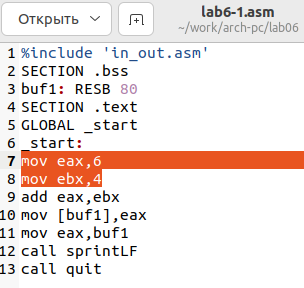 Открыть
lab6-1.asm
~/work/arch-pc/lab06
1 %include 'in_out.asm'
2 SECTION .bss
3 buf1: RESB 80
4 SECTION .text
5 GLOBAL _start
6 _start:
7 mov eax,6
8 mov ebx,4
9 add eax,ebx
10 mov [buf1],eax
11 mov eax,buf1
12 call sprintLF
13 call quit